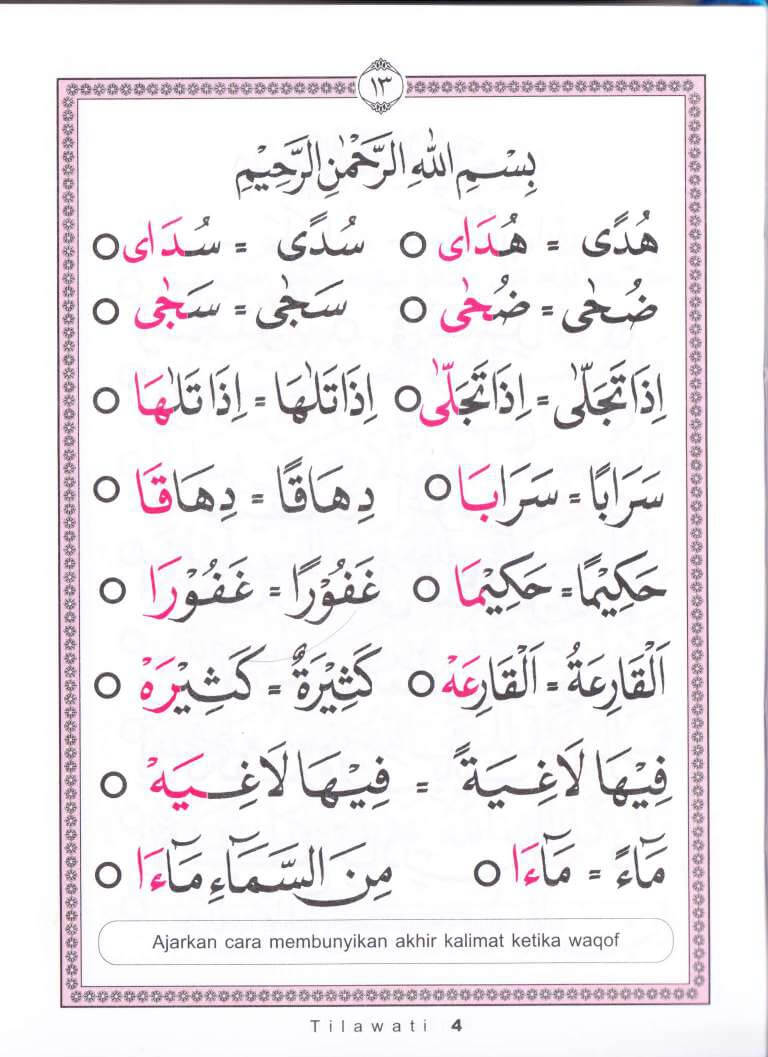 ١٣
بِسْمِ اللهِ الرَّحْمٰنِ الرَّحِيْمِ
هُدًى = هُدَاى ○ سُدًى = سُدَاى ○
ضُحٰى = ضُحٰى ○ سَجٰى = سَجٰى ○
اِذَا تَجَلّٰى = اِذَا تَجَلّٰى ○ اِذَا تَلٰهَا = اِذَا تَلٰهَا ○
سَرَابًا = سَرَابَا ○ دِهَاقًا = دِهَاقَا ○
حَكِيْمًا = حَكِيْمَا ○ غَفُوْرًا = غَفُوْرَا ○
اَلْقَارِعَةُ = اَلْقَارِعَهْ ○ كَثِيْرَةٌ = كَثِيْرَهْ ○
فِيْهَا لَاغِيَةً = فِيْهَا لَاغِيَهْ ○
مَآءً = مَآءَا ○ مِنَ السَّمَآءِ مَآءَا ○
Ajarkan cara membunyikan akhir kalimat ketika waqof
Tilawati 4